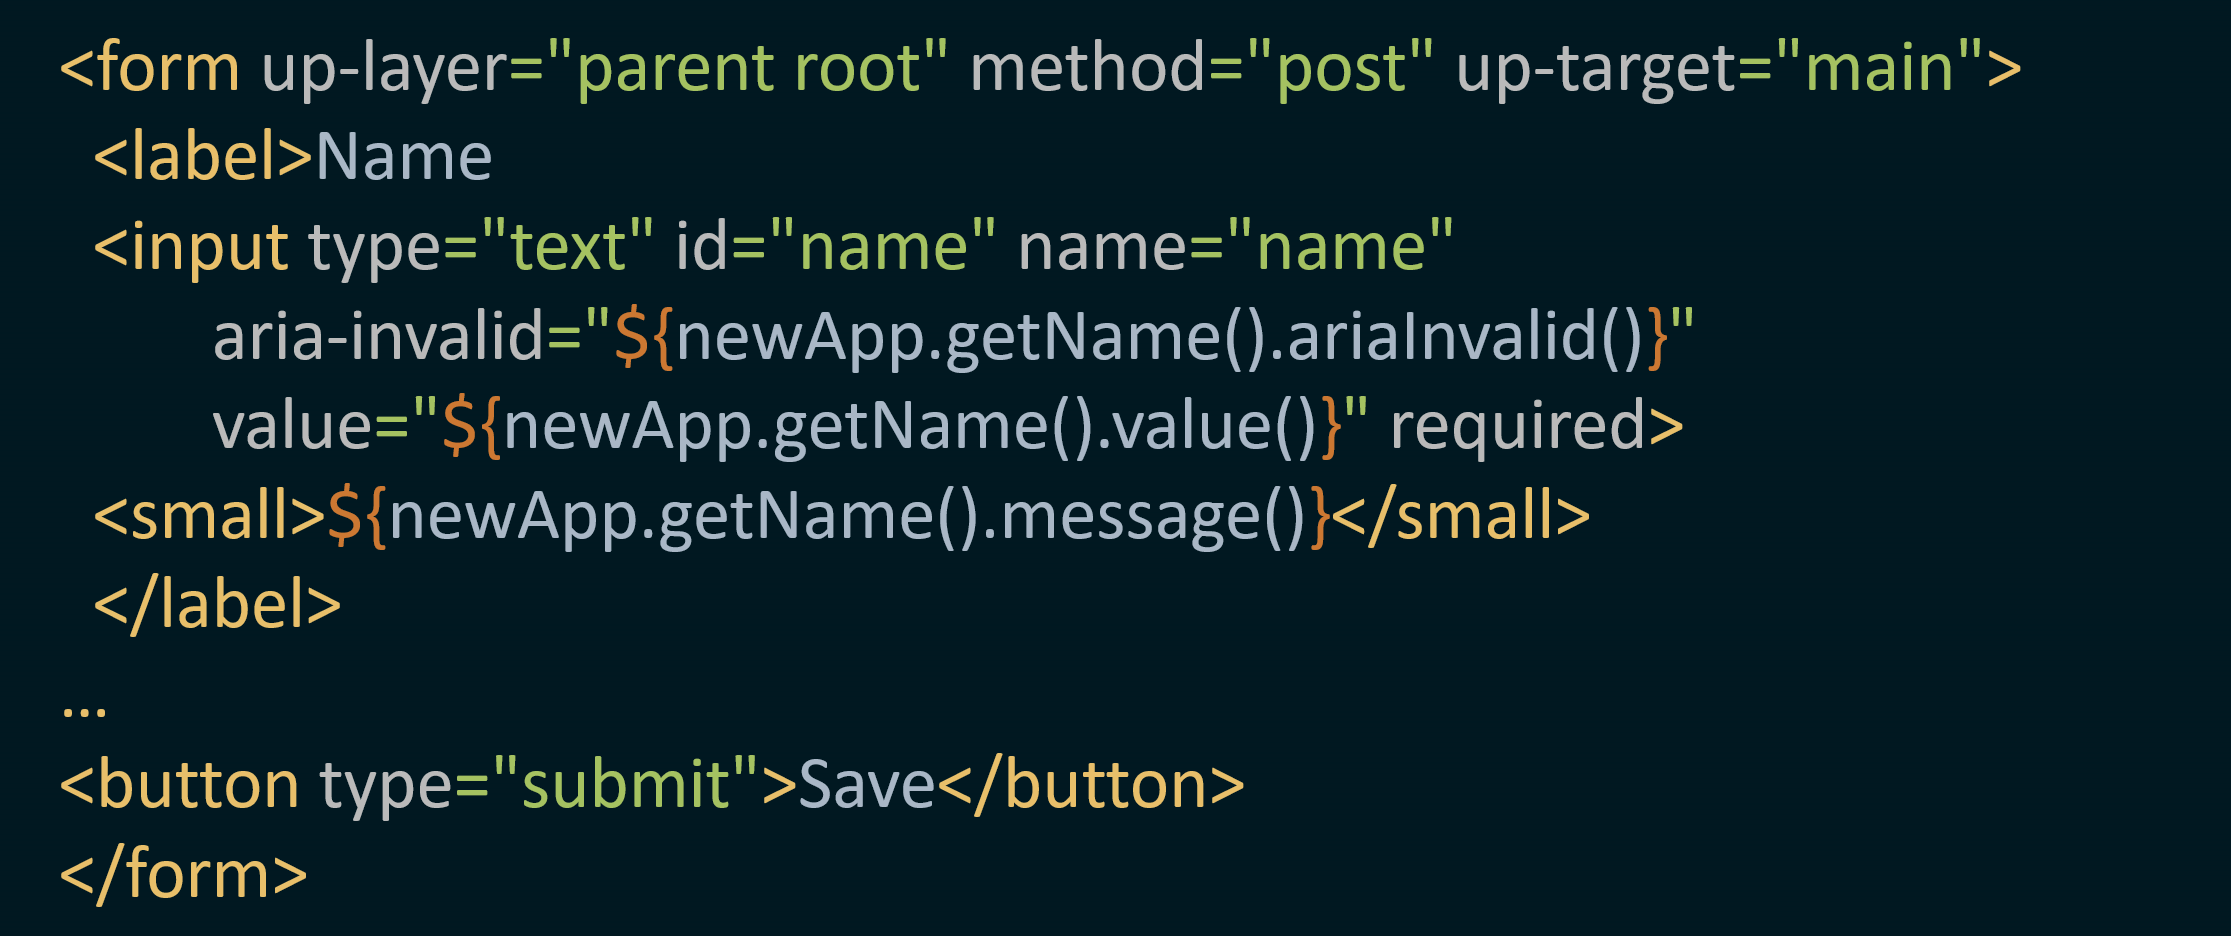 <form up-layer="parent root" method="post" up-target="main">
<label>Name
<input type="text" id="name" name="name"
aria-invalid="${newApp.getName().ariaInvalid()}"
value="${newApp.getName().value()}" required>
<small>${newApp.getName().message()}</small>
</label>
...
<button type="submit">Save</button>
</form>